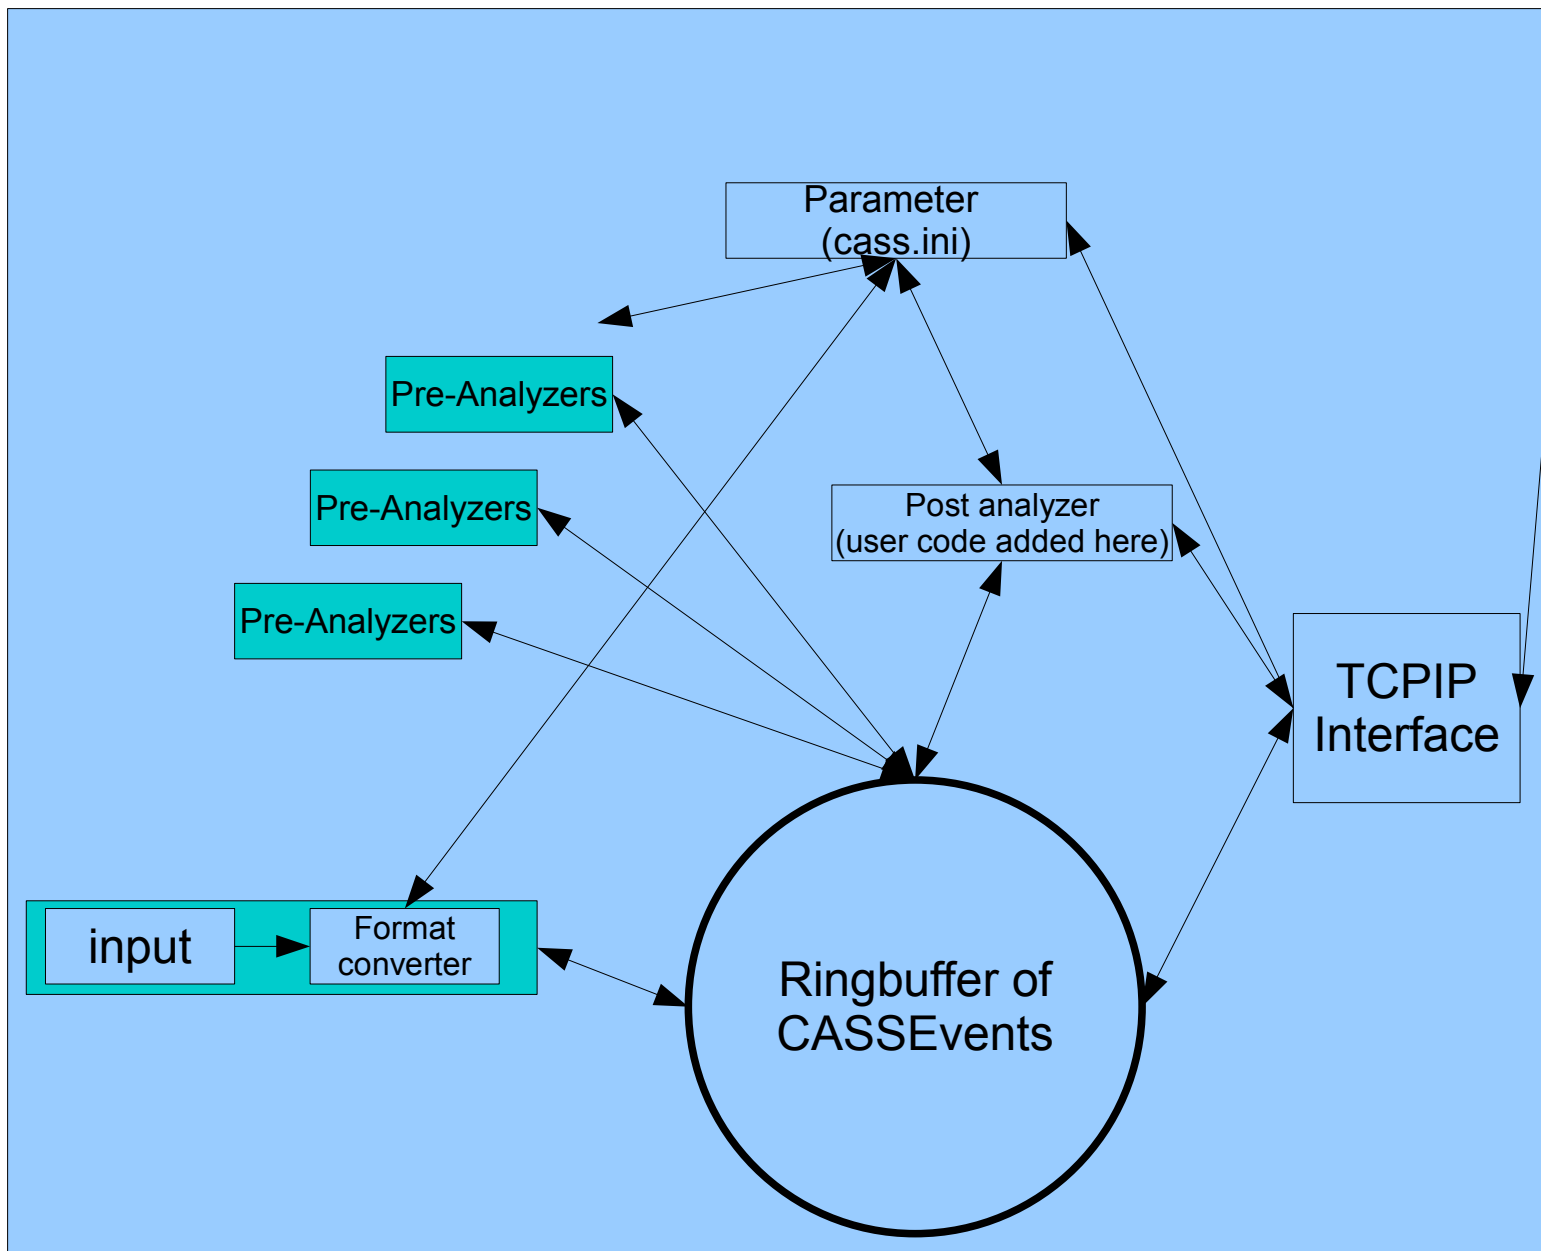 Parameter
(cass.ini)
Pre-Analyzers
Pre-Analyzers
Post analyzer
(user code added here)
Pre-Analyzers
TCPIP
Interface
input
Format
converter
Ringbuffer of
CASSEvents